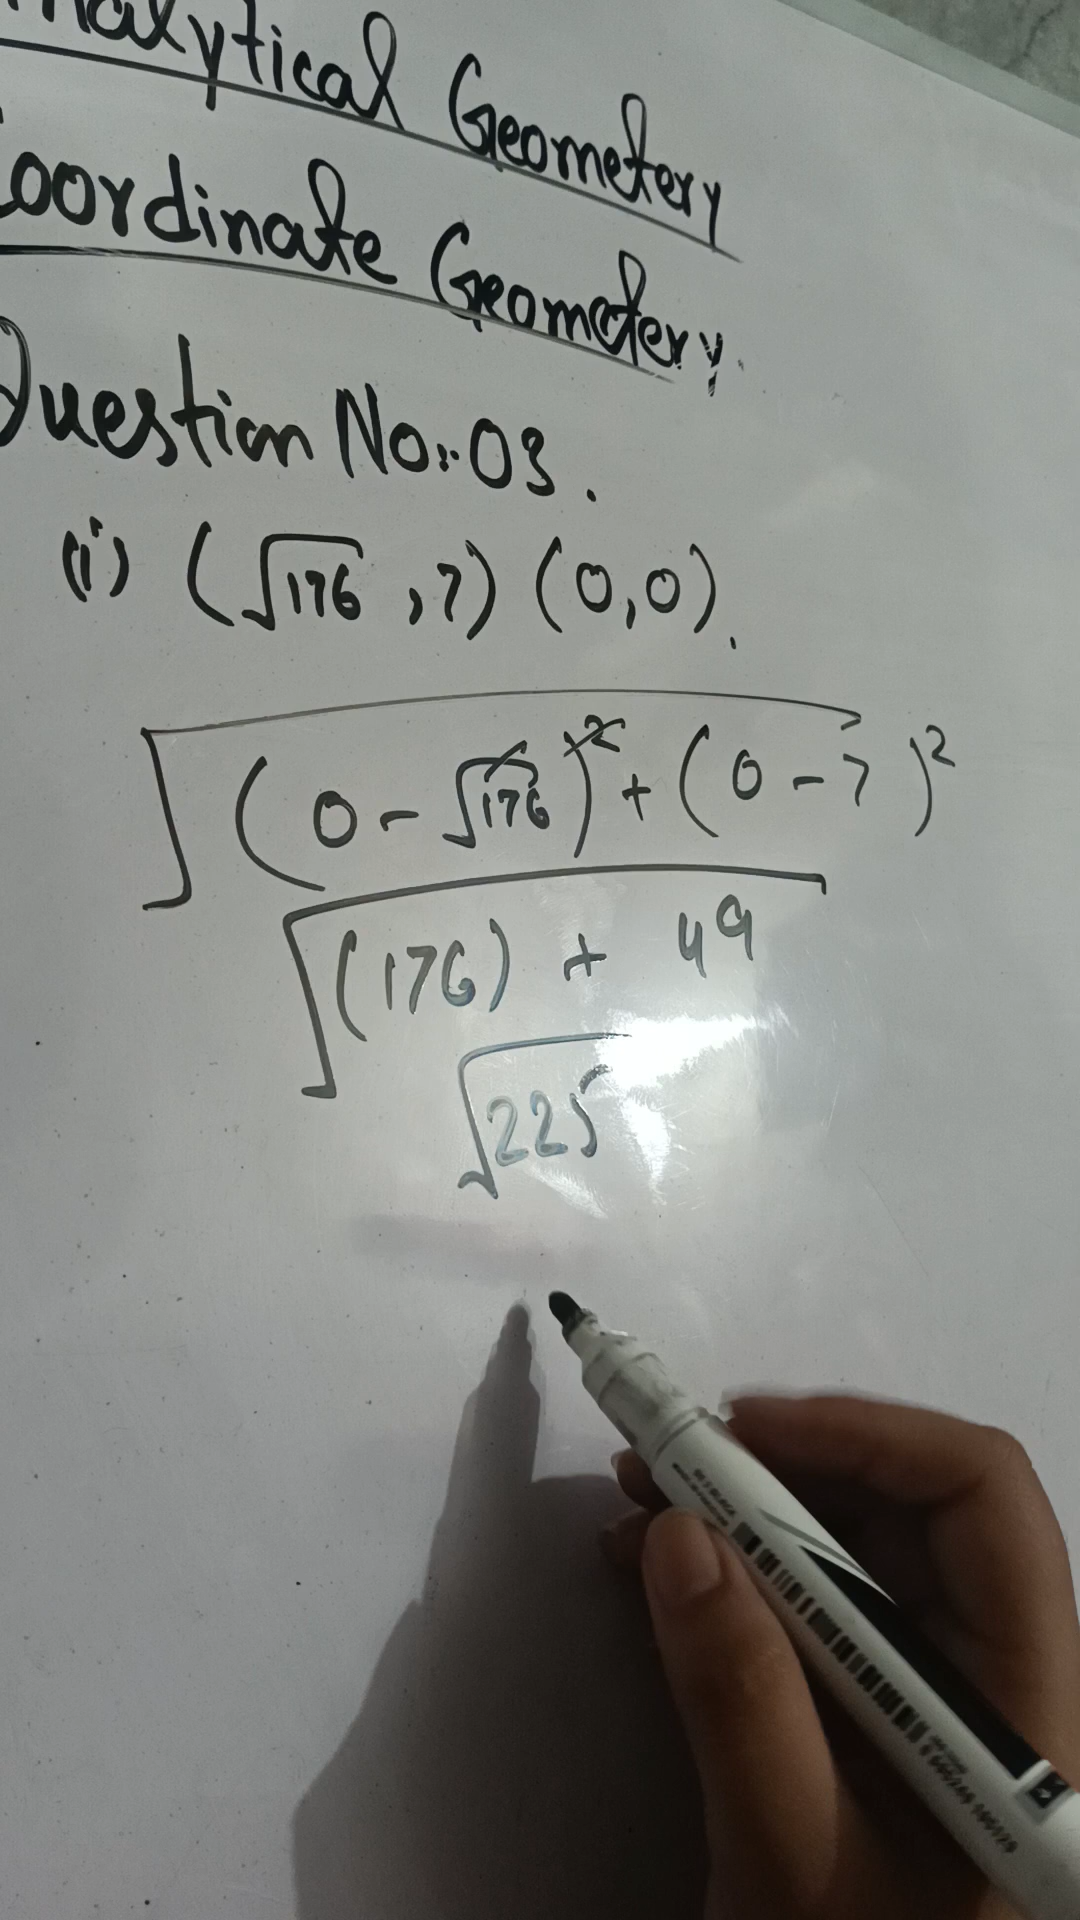 nalytical Geometery
Coordinate Geometery
Question No:-03.
(i) (√176 ,7) (0,0).
√(0-√176)²+(0-7)²
√(176) + 49
√225